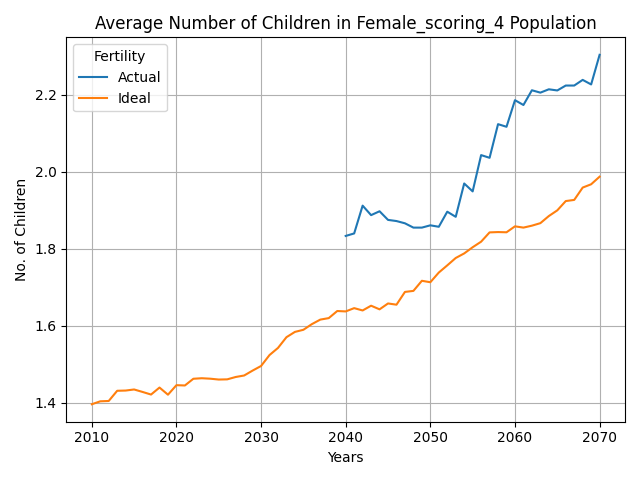 Average Number of Children in Female_scoring_4 Population
Fertility
Actual
Ideal
No. of Children
2.2
2.0
1.8
1.6
1.4
2010 2020 2030 2040 2050 2060 2070
Years